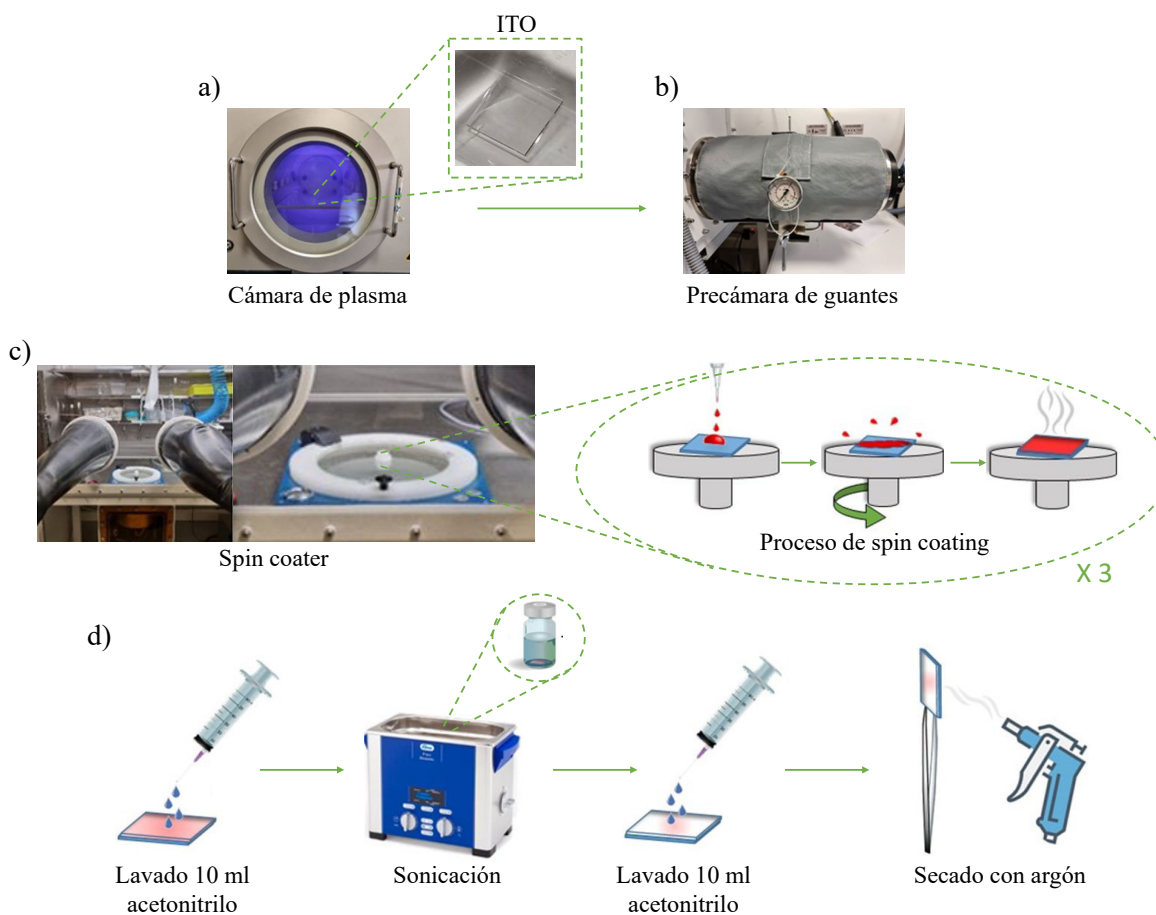 ITO
a)
b)
Cámara de plasma
Precámara de guantes
c)
Spin coater
Proceso de spin coating
X 3
d)
Lavado 10 ml
acetonitrilo
Sonicación
Lavado 10 ml
acetonitrilo
Secado con argón